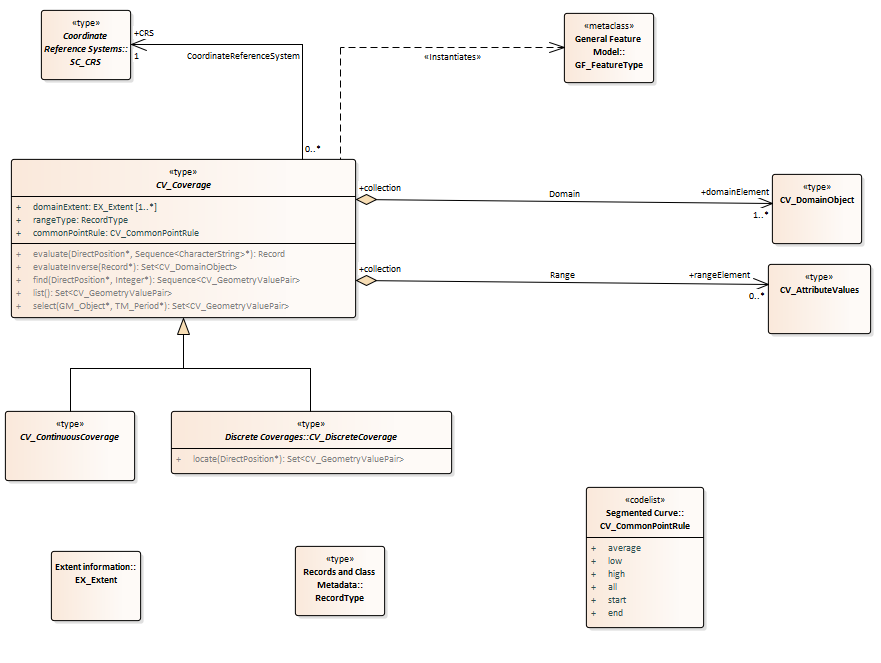 «type»
Coordinate
Reference Systems::
SC_CRS
+CRS
1
CoordinateReferenceSystem
0..*
«Instantiates»
«metaclass»
General Feature
Model::
GF_FeatureType
«type»
CV_Coverage
+ domainExtent: EX_Extent [1..*]
+ rangeType: RecordType
+ commonPointRule: CV_CommonPointRule
+ evaluate(DirectPosition*, Sequence<CharacterString>*): Record
+ evaluateInverse(Record*): Set<CV_DomainObject>
+ find(DirectPosition*, Integer*): Sequence<CV_GeometryValuePair>
+ list(): Set<CV_GeometryValuePair>
+ select(GM_Object*, TM_Period*): Set<CV_GeometryValuePair>
+collection
Domain
+domainElement
1..*
«type»
CV_DomainObject
+collection
Range
+rangeElement
0..*
«type»
CV_AttributeValues
«type»
CV_ContinuousCoverage
«type»
Discrete Coverages::CV_DiscreteCoverage
+ locate(DirectPosition*): Set<CV_GeometryValuePair>
Extent information::
EX_Extent
«type»
Records and Class
Metadata::
RecordType
«codelist»
Segmented Curve::
CV_CommonPointRule
+ average
+ low
+ high
+ all
+ start
+ end